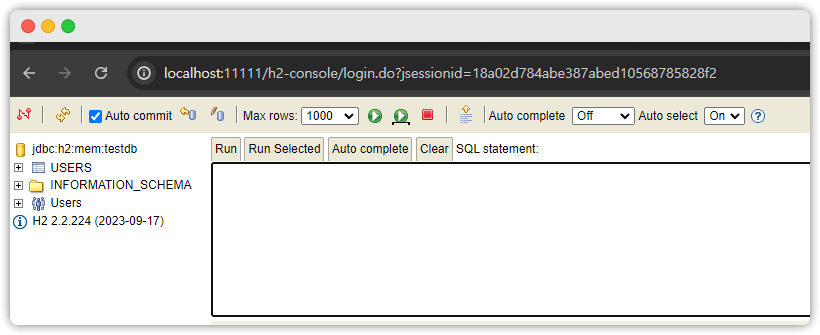 localhost:11111/h2-console/login.do?jsessionid=18a02d784abe387abed10568785828f2
Auto commit Max rows: 1000 Auto complete Off Auto select On ?
jdbc:h2:mem:testdb
USERS
INFORMATION_SCHEMA
Users
H2 2.2.224 (2023-09-17)
Run Run Selected Auto complete Clear SQL statement: